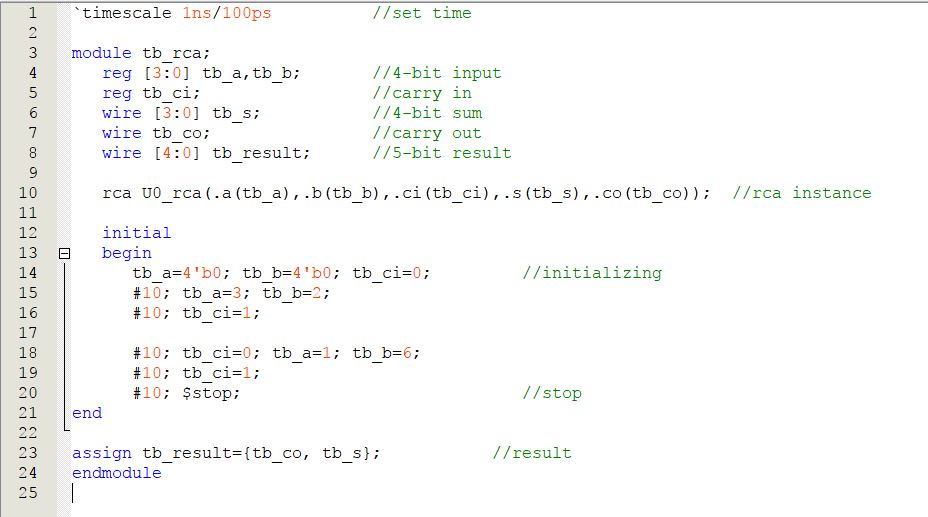 1 `timescale 1ns/100ps //set time
2
3 module tb_rca;
4 reg [3:0] tb_a,tb_b; //4-bit input
5 reg tb_ci; //carry in
6 wire [3:0] tb_s; //4-bit sum
7 wire tb_co; //carry out
8 wire [4:0] tb_result; //5-bit result
9
10 rca U0_rca(.a(tb_a),.b(tb_b),.ci(tb_ci),.s(tb_s),.co(tb_co)); //rca instance
11
12 initial
13 begin
14 tb_a=4'b0; tb_b=4'b0; tb_ci=0; //initializing
15 #10; tb_a=3; tb_b=2;
16 #10; tb_ci=1;
17
18 #10; tb_ci=0; tb_a=1; tb_b=6;
19 #10; tb_ci=1;
20 #10; $stop; //stop
21 end
22
23 assign tb_result={tb_co, tb_s}; //result
24 endmodule
25